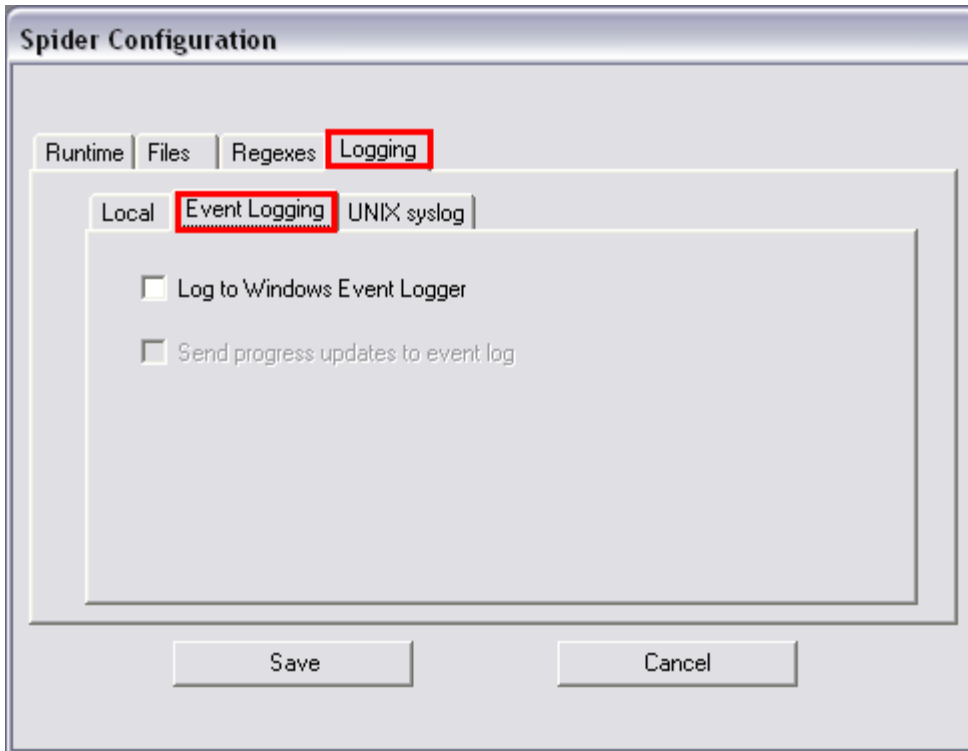 Spider Configuration
Runtime Files Regexes Logging
Local Event Logging UNIX syslog
Log to Windows Event Logger
Send progress updates to event log
Save Cancel